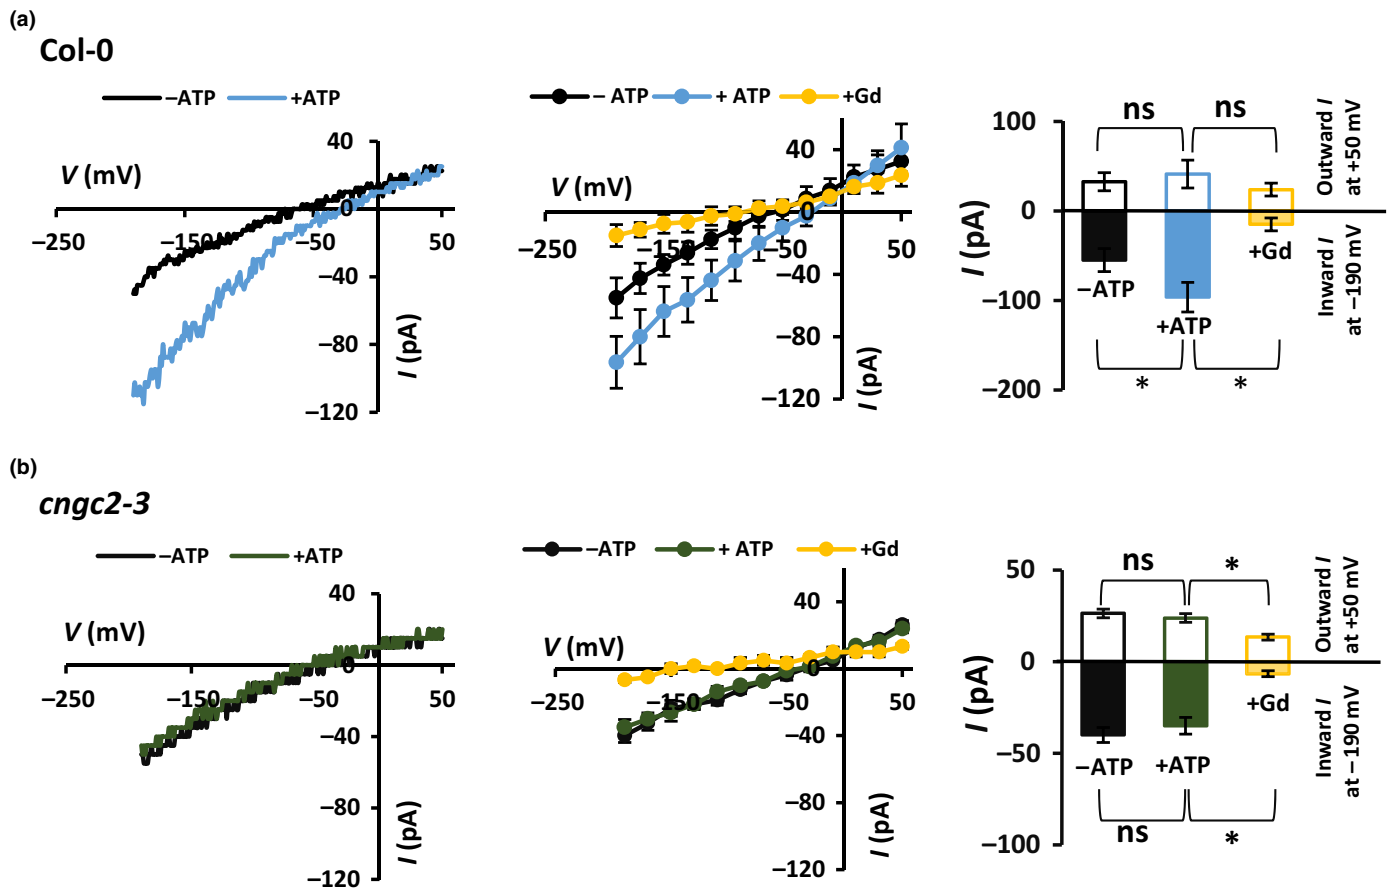 (a)
Col-0
–ATP +ATP
V (mV)
40
0
–250 –150 –50 50
–40
–80
–120
I (pA)
– ATP + ATP +Gd
V (mV)
40
0
–250 –150 –50 50
–40
–80
–120
I (pA)
ns ns
100
0
–100
–200
I (pA)
–ATP
+ATP
+Gd
* *
Outward I
at +50 mV
Inward I
at −190 mV
(b)
cngc2-3
–ATP +ATP
V (mV)
40
0
–250 –150 –50 50
–40
–80
–120
I (pA)
–ATP + ATP +Gd
V (mV)
40
0
–250 –150 –50 50
–40
–80
–120
I (pA)
ns *
50
0
–50
–100
I (pA)
–ATP +ATP
+Gd
ns *
Outward I
at +50 mV
Inward I
at − 190 mV